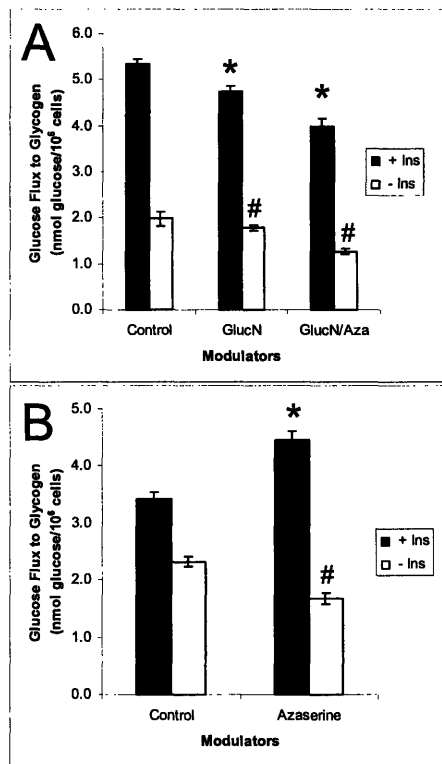 A
6.0
5.0
4.0
3.0
2.0
1.0
0.0
Glucose Flux to Glycogen
(nmol glucose/10⁶ cells)
*
*
#
#
+ Ins
- Ins
Control
GlucN
GlucN/Aza
Modulators
B
5.0
4.0
3.0
2.0
1.0
0.0
Glucose Flux to Glycogen
(nmol glucose/10⁶ cells)
*
#
+ Ins
- Ins
Control
Azaserine
Modulators